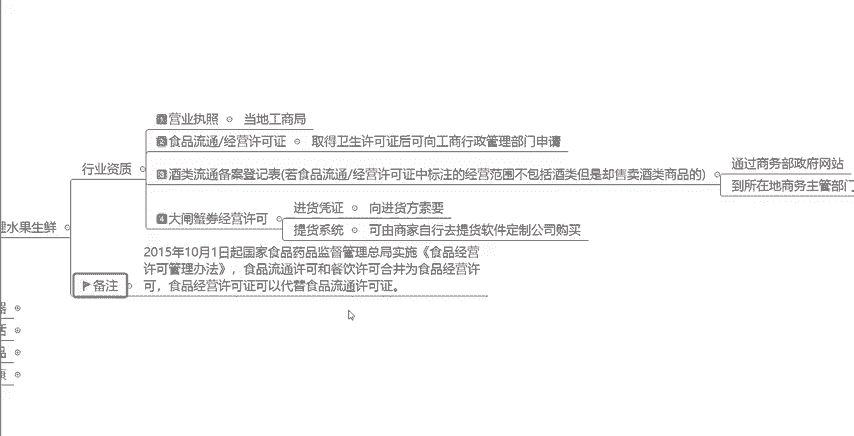 1 营业执照 当地工商局
2 食品流通/经营许可证 取得卫生许可证后可向工商行政管理部门申请
通过商务部政府网站
行业资质
3 酒类流通备案登记表(若食品流通/经营许可证中标注的经营范围不包括酒类但是却售卖酒类商品的)
到所在地商务主管部门
进货凭证 向进货方索要
4 大闸蟹券经营许可
水果生鲜
提货系统 可由商家自行去提货软件定制公司购买
2015年10月1日起国家食品药品监督管理总局实施《食品经营
许可管理办法》，食品流通许可和餐饮许可合并为食品经营许
备注
可，食品经营许可证可以代替食品流通许可证。
器
品